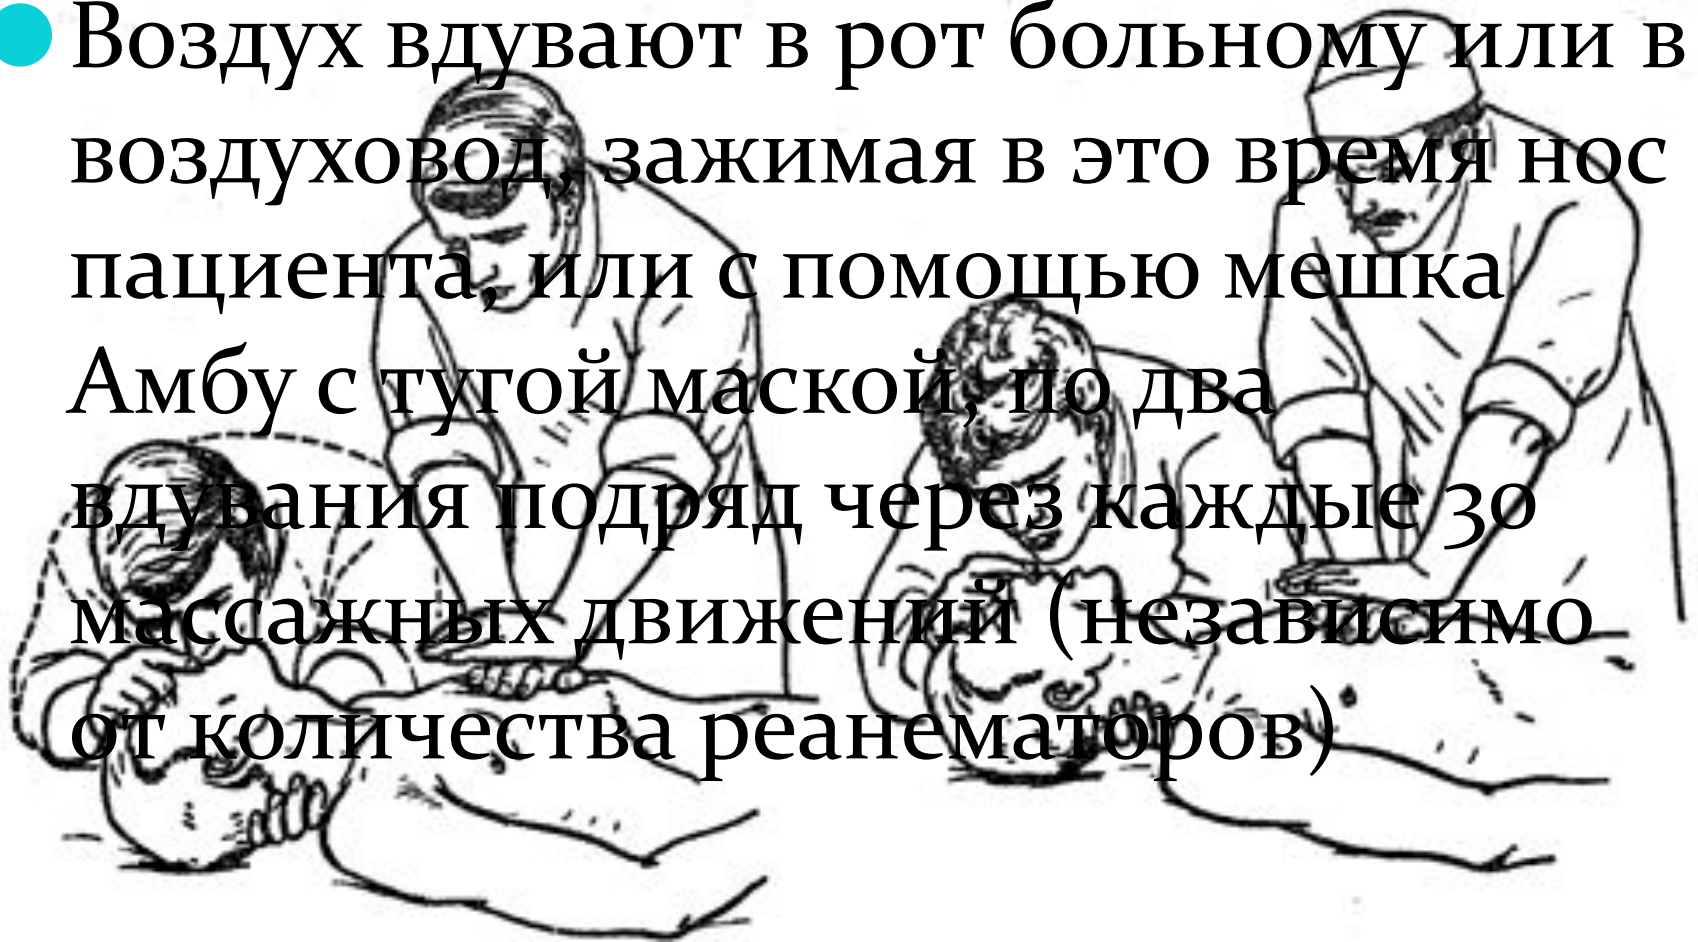 Воздух вдувают в рот больному или в
воздуховод, зажимая в это время нос
пациента, или с помощью мешка
Амбу с тугой маской, по два
вдувания подряд через каждые 30
массажных движений (независимо
от количества реанематоров)